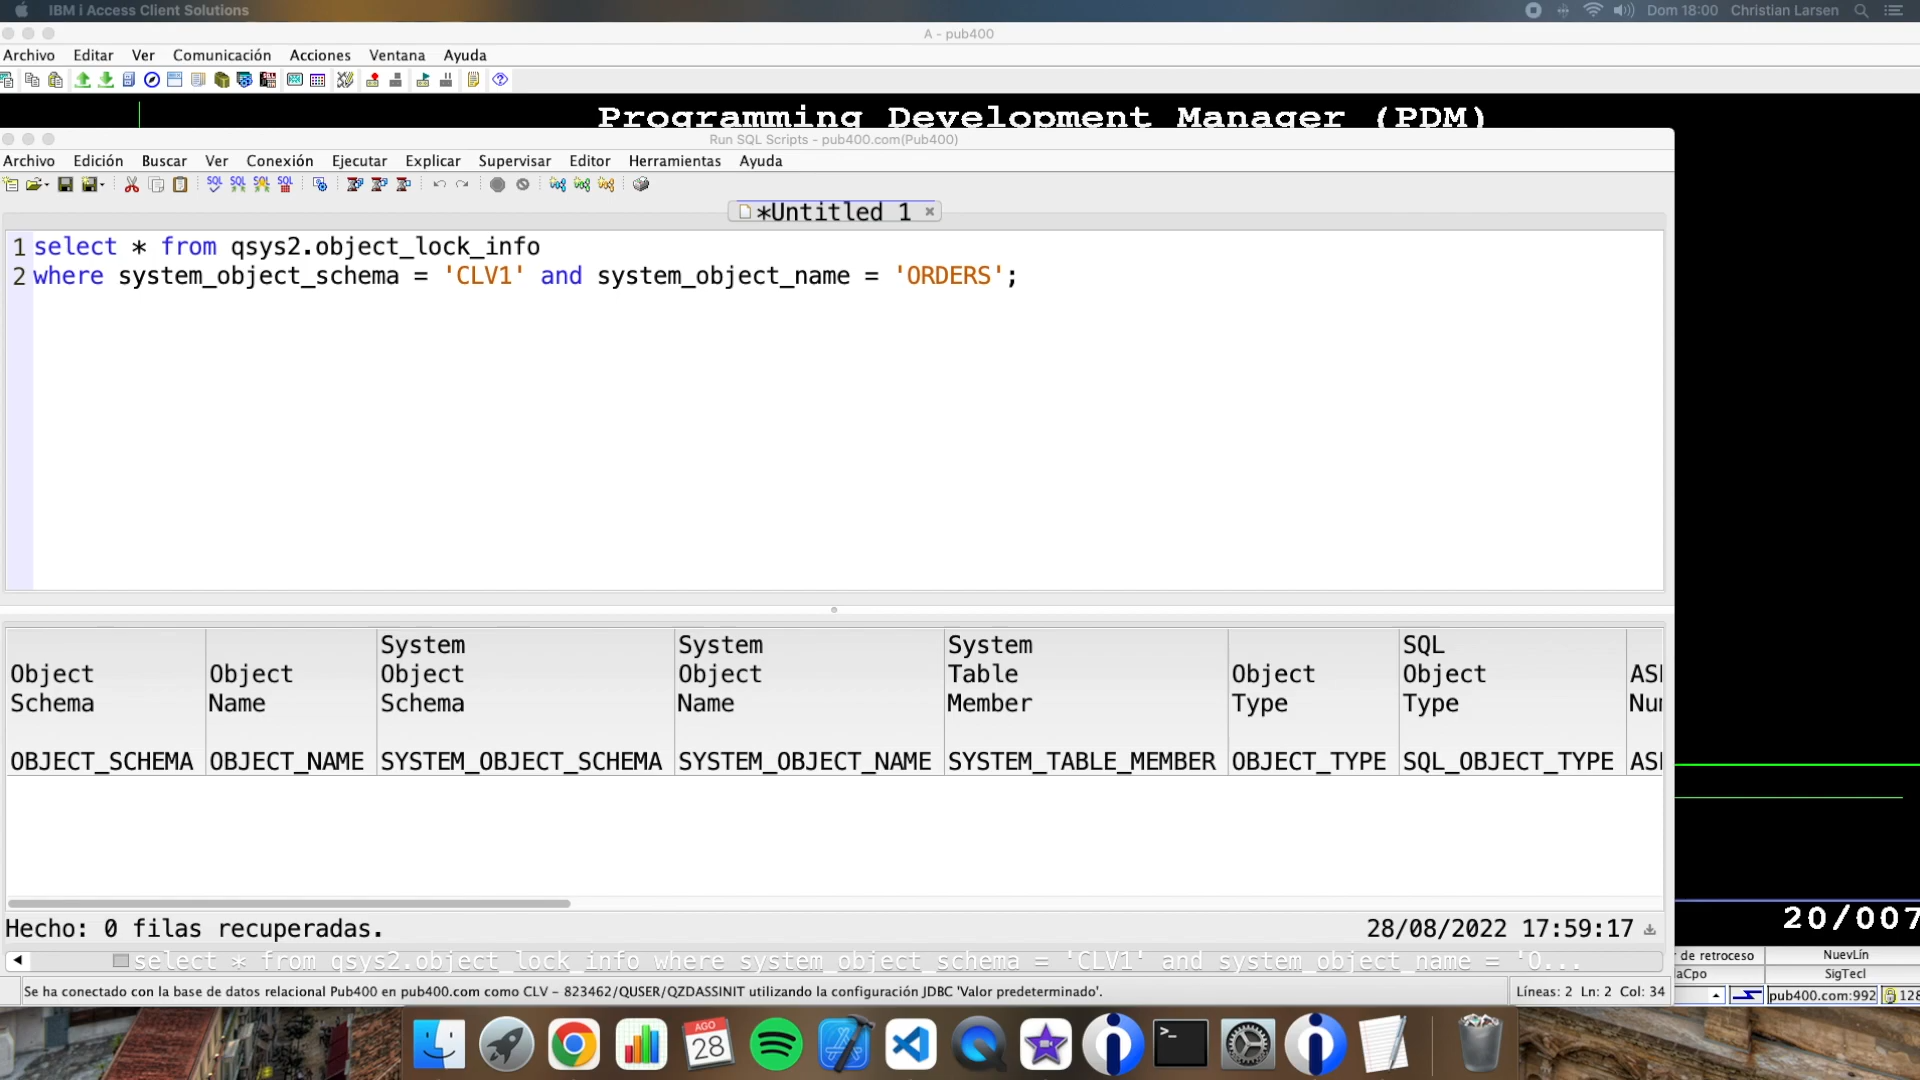 IBM i Access Client Solutions
Dom 18:00 Christian Larsen
A - pub400
Archivo Editar Ver Comunicación Acciones Ventana Ayuda
Programming Development Manager (PDM)
Run SQL Scripts - pub400.com(Pub400)
Archivo Edición Buscar Ver Conexión Ejecutar Explicar Supervisar Editor Herramientas Ayuda
*Untitled 1
1 select * from qsys2.object_lock_info
2 where system_object_schema = 'CLV1' and system_object_name = 'ORDERS';
Object Schema
Object Name
System Object Schema
System Object Name
System Table Member
Object Type
SQL Object Type
OBJECT_SCHEMA OBJECT_NAME SYSTEM_OBJECT_SCHEMA SYSTEM_OBJECT_NAME SYSTEM_TABLE_MEMBER OBJECT_TYPE SQL_OBJECT_TYPE
Hecho: 0 filas recuperadas.
28/08/2022 17:59:17
20/007
select * from qsys2.object_lock_info where system_object_schema = 'CLV1' and system_object_name = 'O...
de retroceso NuevLín
aCpo SigTecl
Se ha conectado con la base de datos relacional Pub400 en pub400.com como CLV - 823462/QUSER/QZDASSINIT utilizando la configuración JDBC 'Valor predeterminado'.
Líneas: 2 Ln: 2 Col: 34
pub400.com:992
128
AGO
28